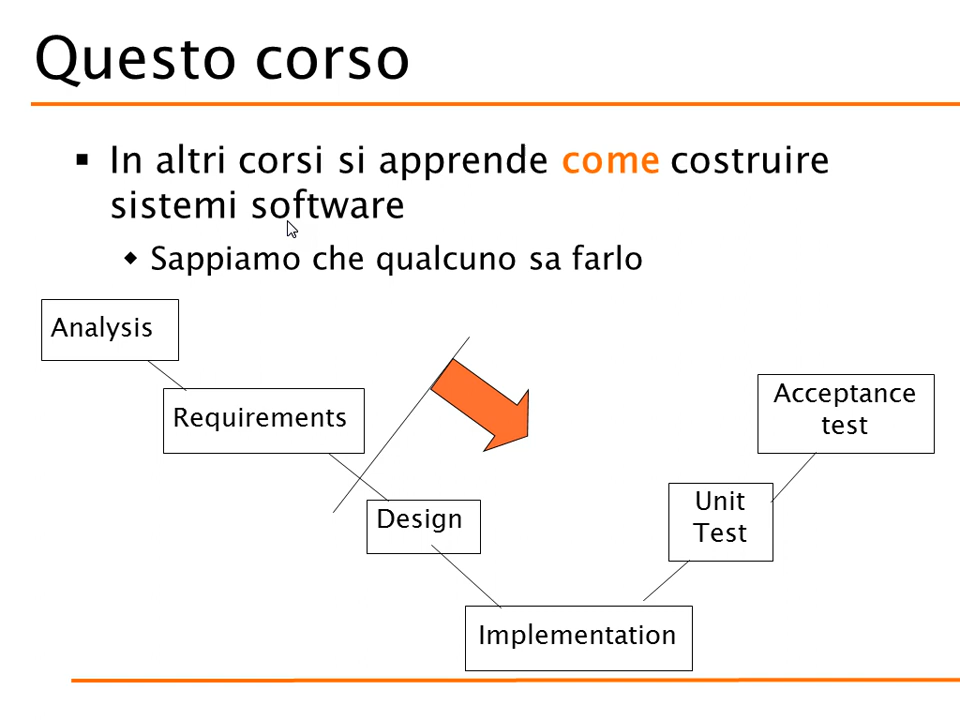 Questo corso
In altri corsi si apprende come costruire
sistemi software
Sappiamo che qualcuno sa farlo
Analysis
Requirements
Design
Implementation
Unit
Test
Acceptance
test